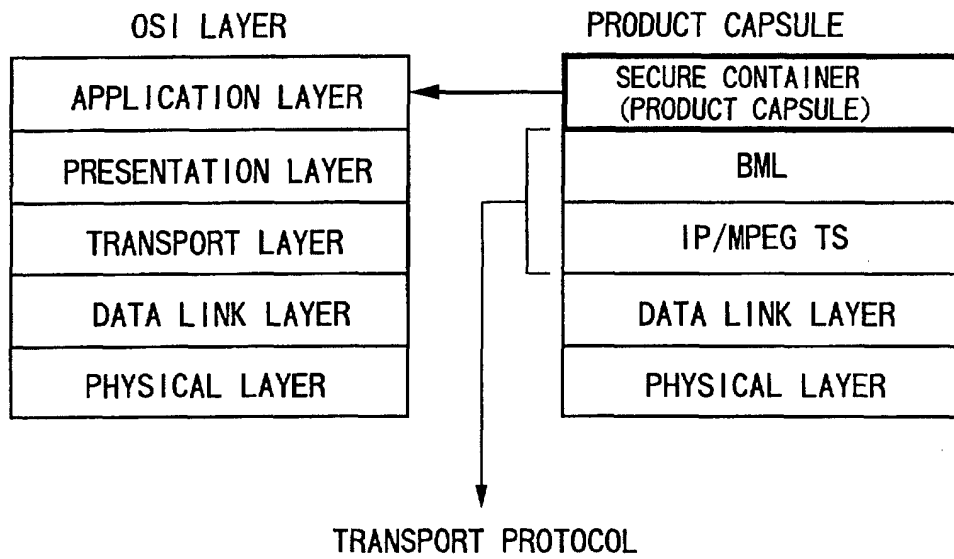 OSI LAYER
APPLICATION LAYER
PRESENTATION LAYER
TRANSPORT LAYER
DATA LINK LAYER
PHYSICAL LAYER
PRODUCT CAPSULE
SECURE CONTAINER
(PRODUCT CAPSULE)
BML
IP/MPEG TS
DATA LINK LAYER
PHYSICAL LAYER
TRANSPORT PROTOCOL